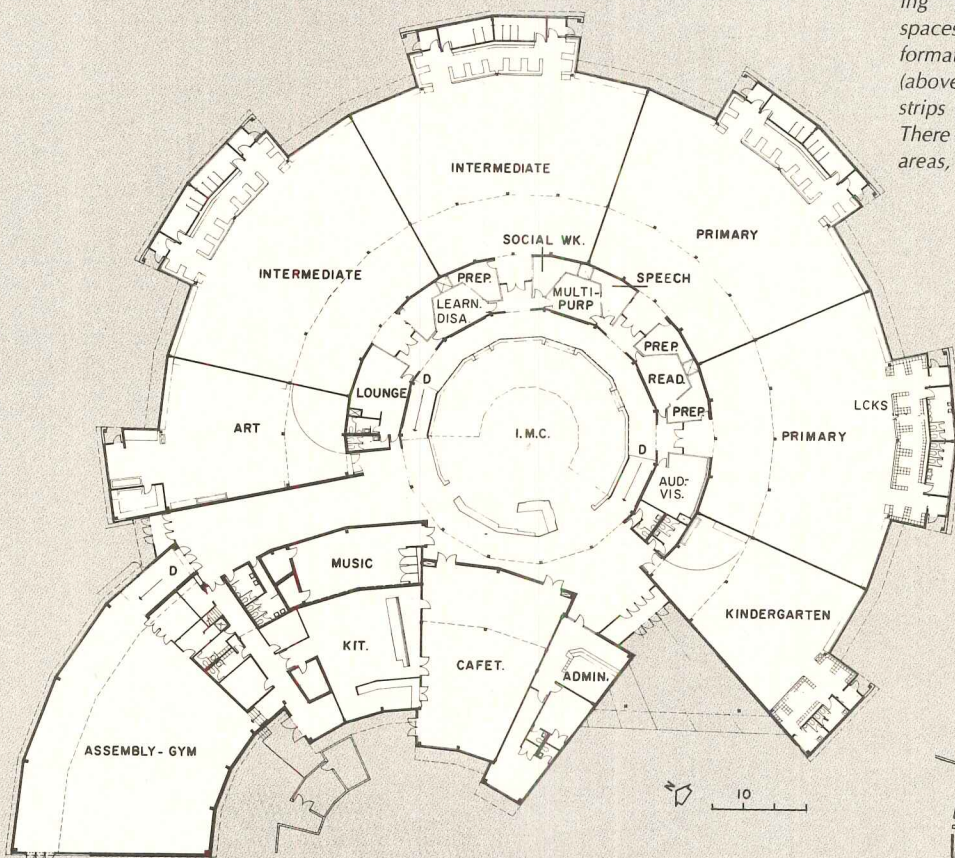 ing
spaces
format
(above
strips
There
areas,
INTERMEDIATE
PRIMARY
SOCIAL WK.
INTERMEDIATE
PREP.
SPEECH
LEARN.
DISA
MULTI-
PURP
PREP.
LOUNGE
D
READ.
LCKS
ART
PREP
PRIMARY
I.M.C.
D
AUD-
VIS.
MUSIC
D
KINDERGARTEN
KIT.
CAFET.
ADMIN.
ASSEMBLY-GYM
N
10